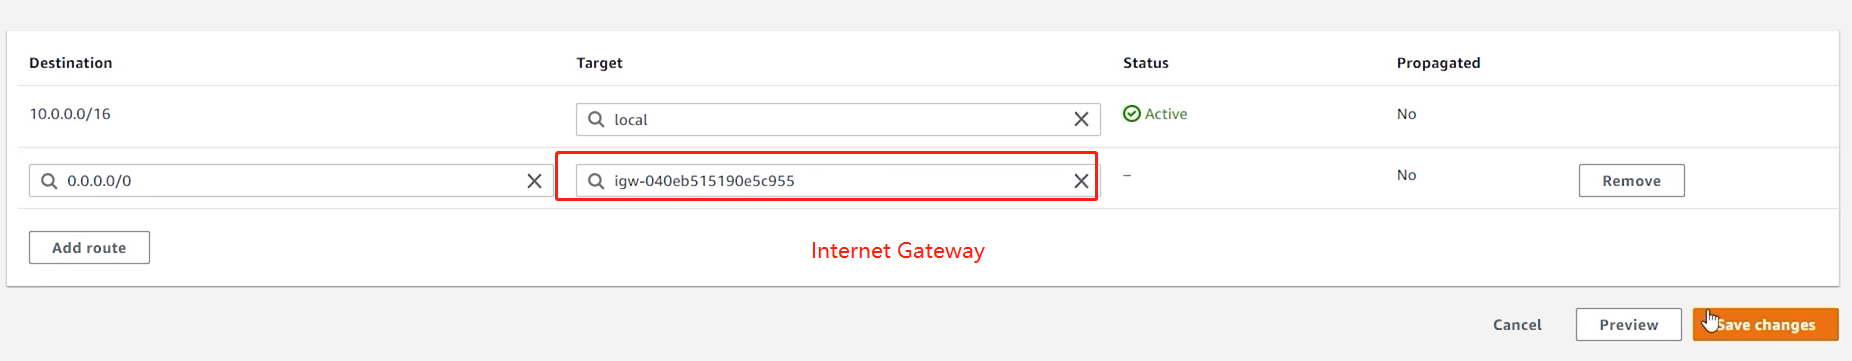 Destination Target Status Propagated
10.0.0.0/16 local Active No
0.0.0.0/0 igw-040eb515190e5c955 – No Remove
Add route
Internet Gateway
Cancel Preview Save changes